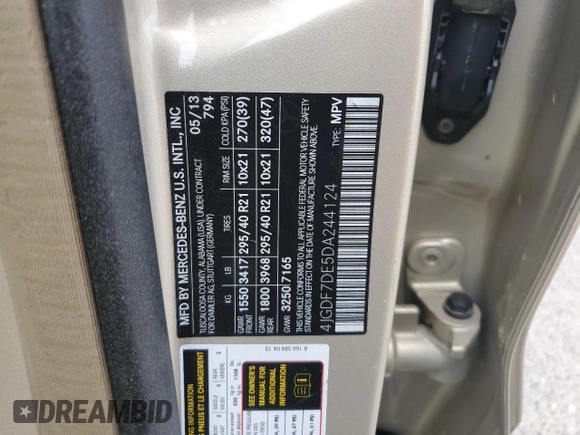 MFD BY MERCEDES-BENZ U.S. INTL., INC
TUSCALOOSA COUNTY, ALABAMA (USA), UNDER CONTRACT
FOR DAIMLER AG, STUTTGART (GERMANY)
05/13
794
KG LB TIRES RIM SIZE COLD KPA (PSI)
GAWR FRONT 1550 3417 295/40 R21 10x21 270(39)
GAWR REAR 1800 3968 295/40 R21 10x21 320(47)
GVWR 3250 7165
THIS VEHICLE CONFORMS TO ALL APPLICABLE FEDERAL MOTOR VEHICLE SAFETY
STANDARDS IN EFFECT ON THE DATE OF MANUFACTURE SHOWN ABOVE.
4JGDF7DE5DA244124 TYPE: MPV
A 166 584 04 13
PNEUS ET LE CHARGEMENT
SEE OWNER'S
MANUAL FOR
ADDITIONAL
INFORMATION
DREAMBID